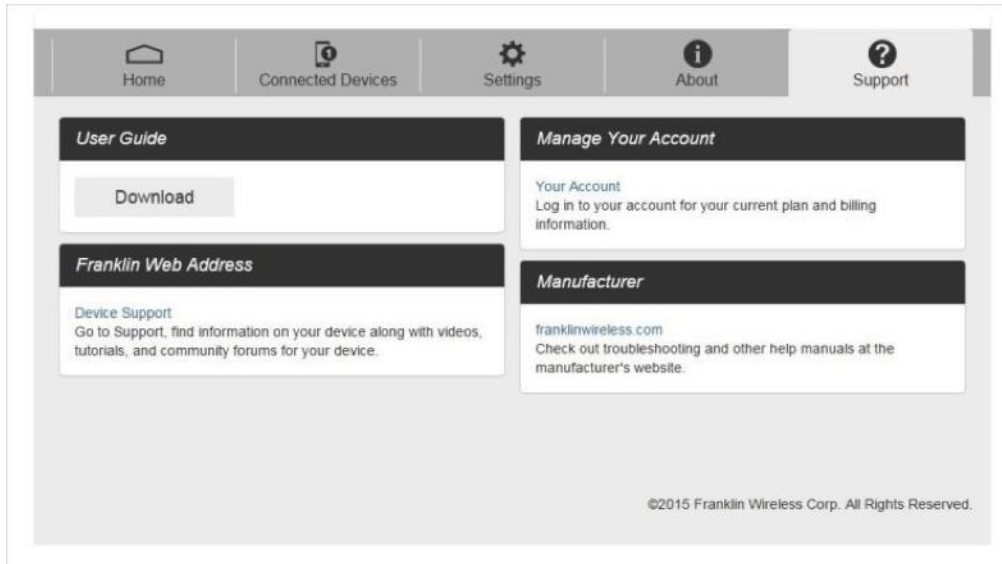 Home
1
Connected Devices
Settings
About
Support
User Guide
Download
Franklin Web Address
Device Support
Go to Support, find information on your device along with videos,
tutorials, and community forums for your device.
Manage Your Account
Your Account
Log in to your account for your current plan and billing
information.
Manufacturer
franklinwireless.com
Check out troubleshooting and other help manuals at the
manufacturer's website.
©2015 Franklin Wireless Corp. All Rights Reserved.